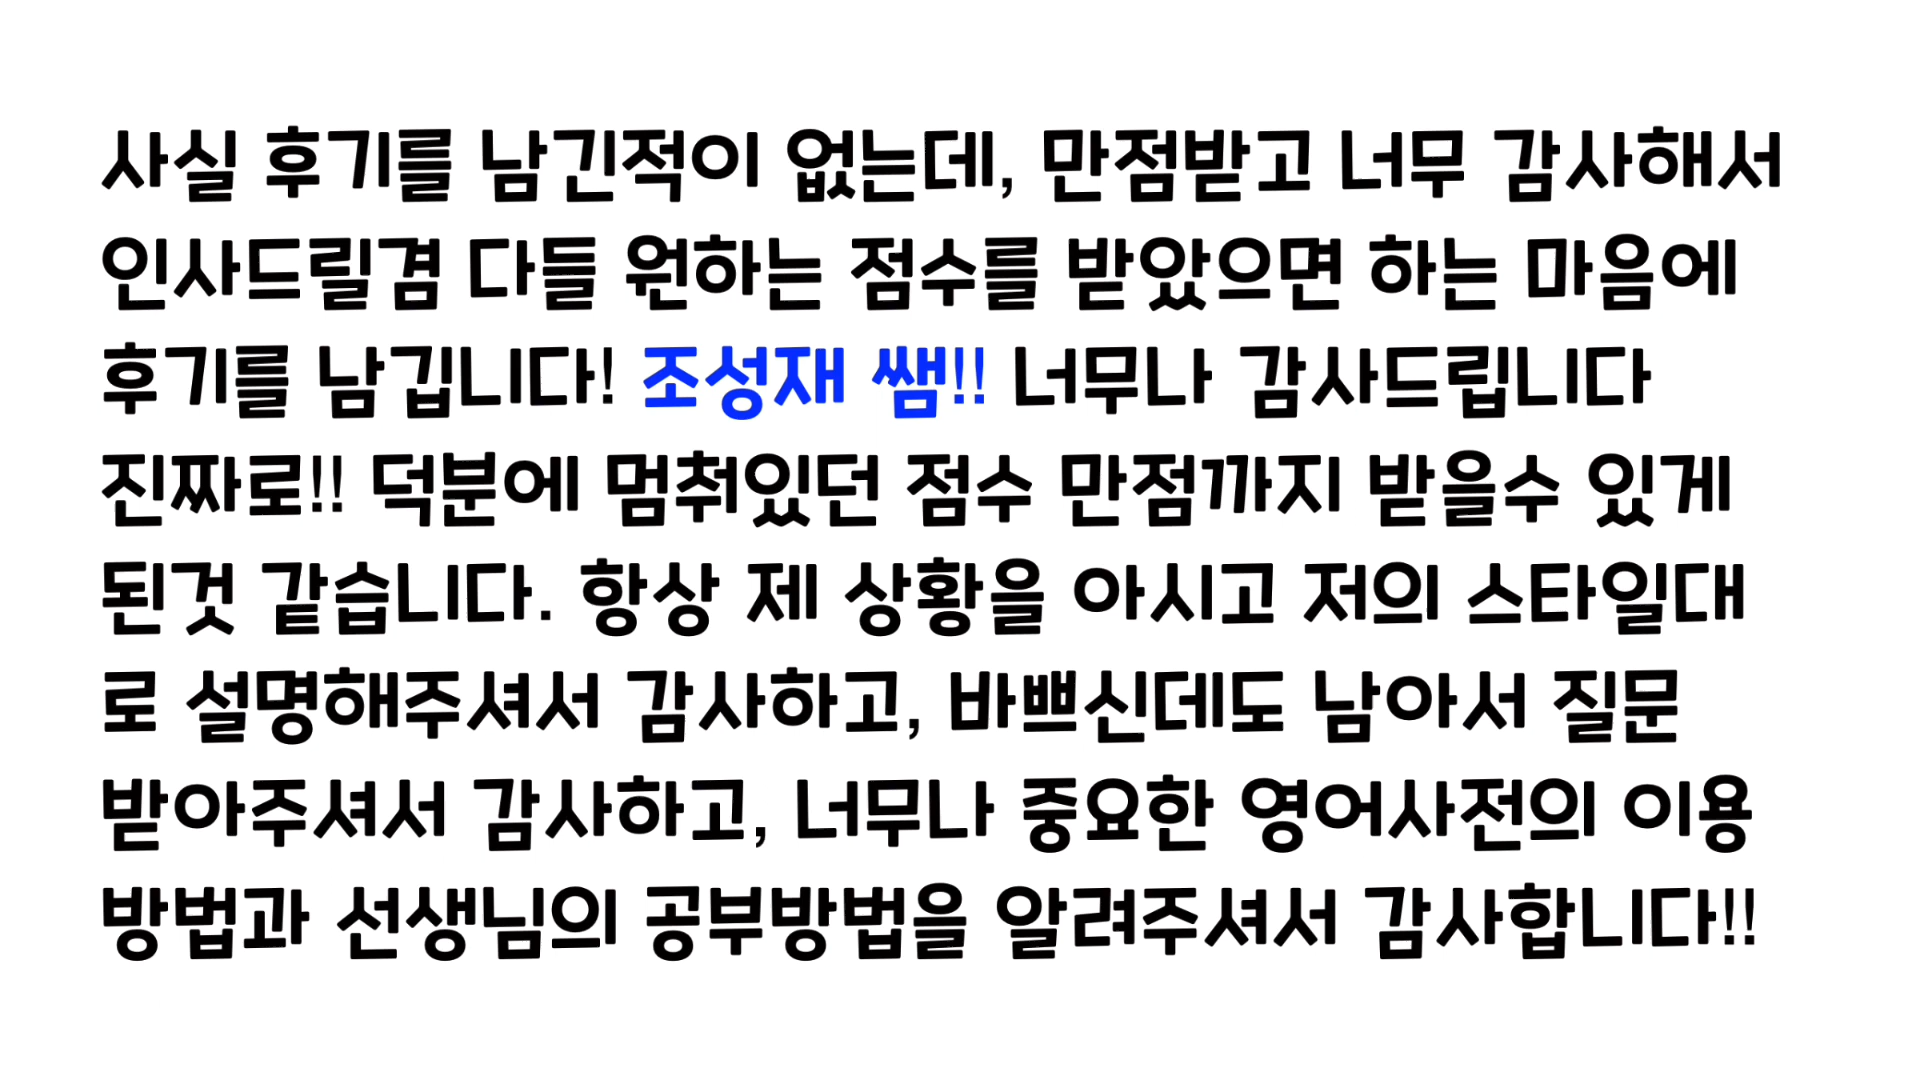 사실 후기를 남긴적이 없는데, 만점받고 너무 감사해서
인사드릴겸 다들 원하는 점수를 받았으면 하는 마음에
후기를 남깁니다! 조성재 쌤!! 너무나 감사드립니다
진짜로!! 덕분에 멈춰있던 점수 만점까지 받을수 있게
된것 같습니다. 항상 제 상황을 아시고 저의 스타일대
로 설명해주셔서 감사하고, 바쁘신데도 남아서 질문
받아주셔서 감사하고, 너무나 중요한 영어사전의 이용
방법과 선생님의 공부방법을 알려주셔서 감사합니다!!